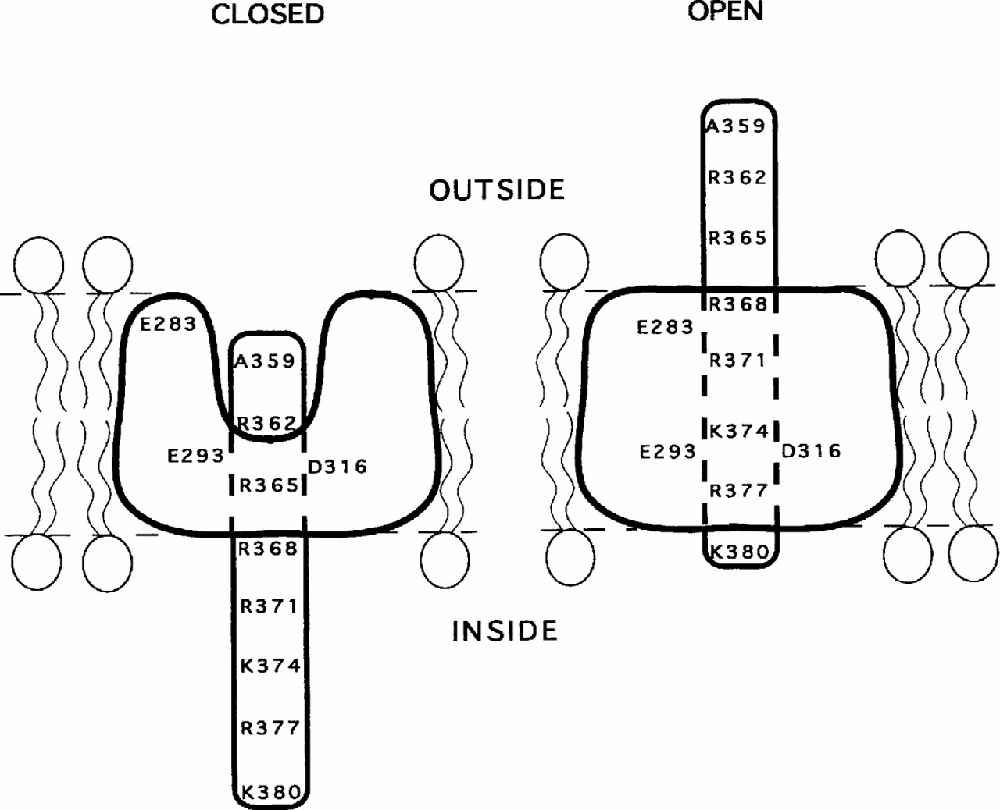 CLOSED
OPEN
OUTSIDE
INSIDE
E283
A359
R362
E293
D316
R365
R368
R371
K374
R377
K380
A359
R362
R365
R368
E283
R371
K374
E293
D316
R377
K380